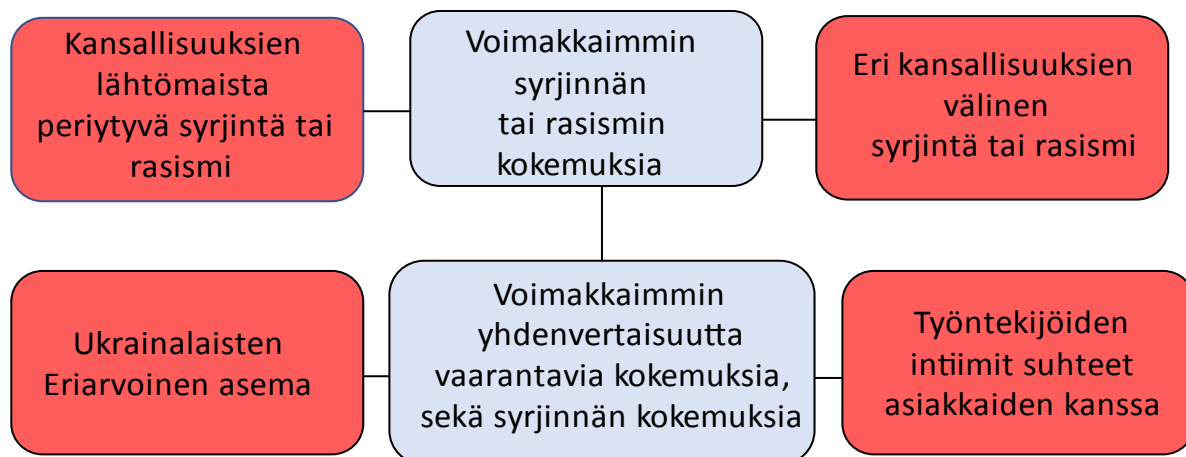 Kansallisuuksien
lähtömaista
periytyvä syrjintä tai
rasismi
Voimakkaimmin
syrjinnän
tai rasismin
kokemuksia
Eri kansallisuuksien
välinen
syrjintä tai rasismi
Ukrainalaisten
Eriarvoinen asema
Voimakkaimmin
yhdenvertaisuutta
vaarantavia kokemuksia,
sekä syrjinnän kokemuksia
Työntekijöiden
intiimit suhteet
asiakkaiden kanssa